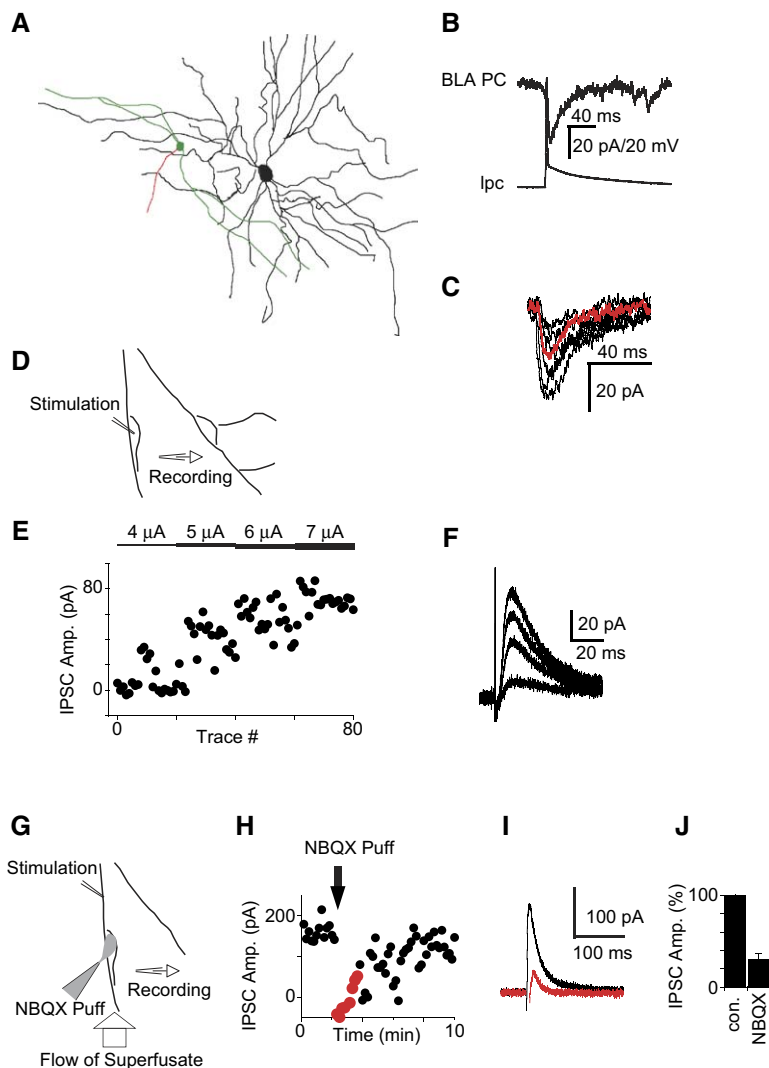 A
B
BLA PC
40 ms
20 pA/20 mV
Ipc
C
40 ms
20 pA
D
Stimulation
Recording
E
4 μA 5 μA 6 μA 7 μA
IPSC Amp. (pA)
80
0
0 80
Trace #
F
20 pA
20 ms
G
Stimulation
Recording
NBQX Puff
Flow of Superfusate
H
NBQX Puff
IPSC Amp. (pA)
200
0
0 10
Time (min)
I
100 pA
100 ms
J
IPSC Amp. (%)
100
0
con.
NBQX